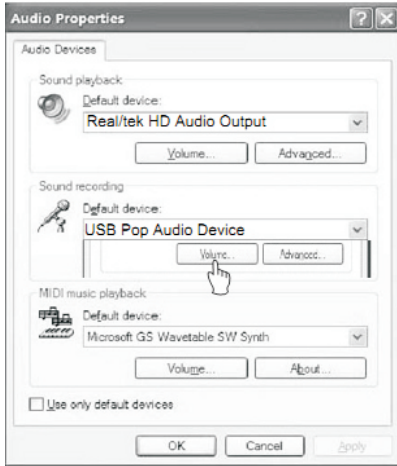 Audio Properties
Audio Devices
Sound playback
Default device:
Real/tek HD Audio Output
Volume... Advanced...
Sound recording
Default device:
USB Pop Audio Device
Volume... Advanced...
MIDI music playback
Default device:
Microsoft GS Wavetable SW Synth
Volume... About...
Use only default devices
OK Cancel Apply